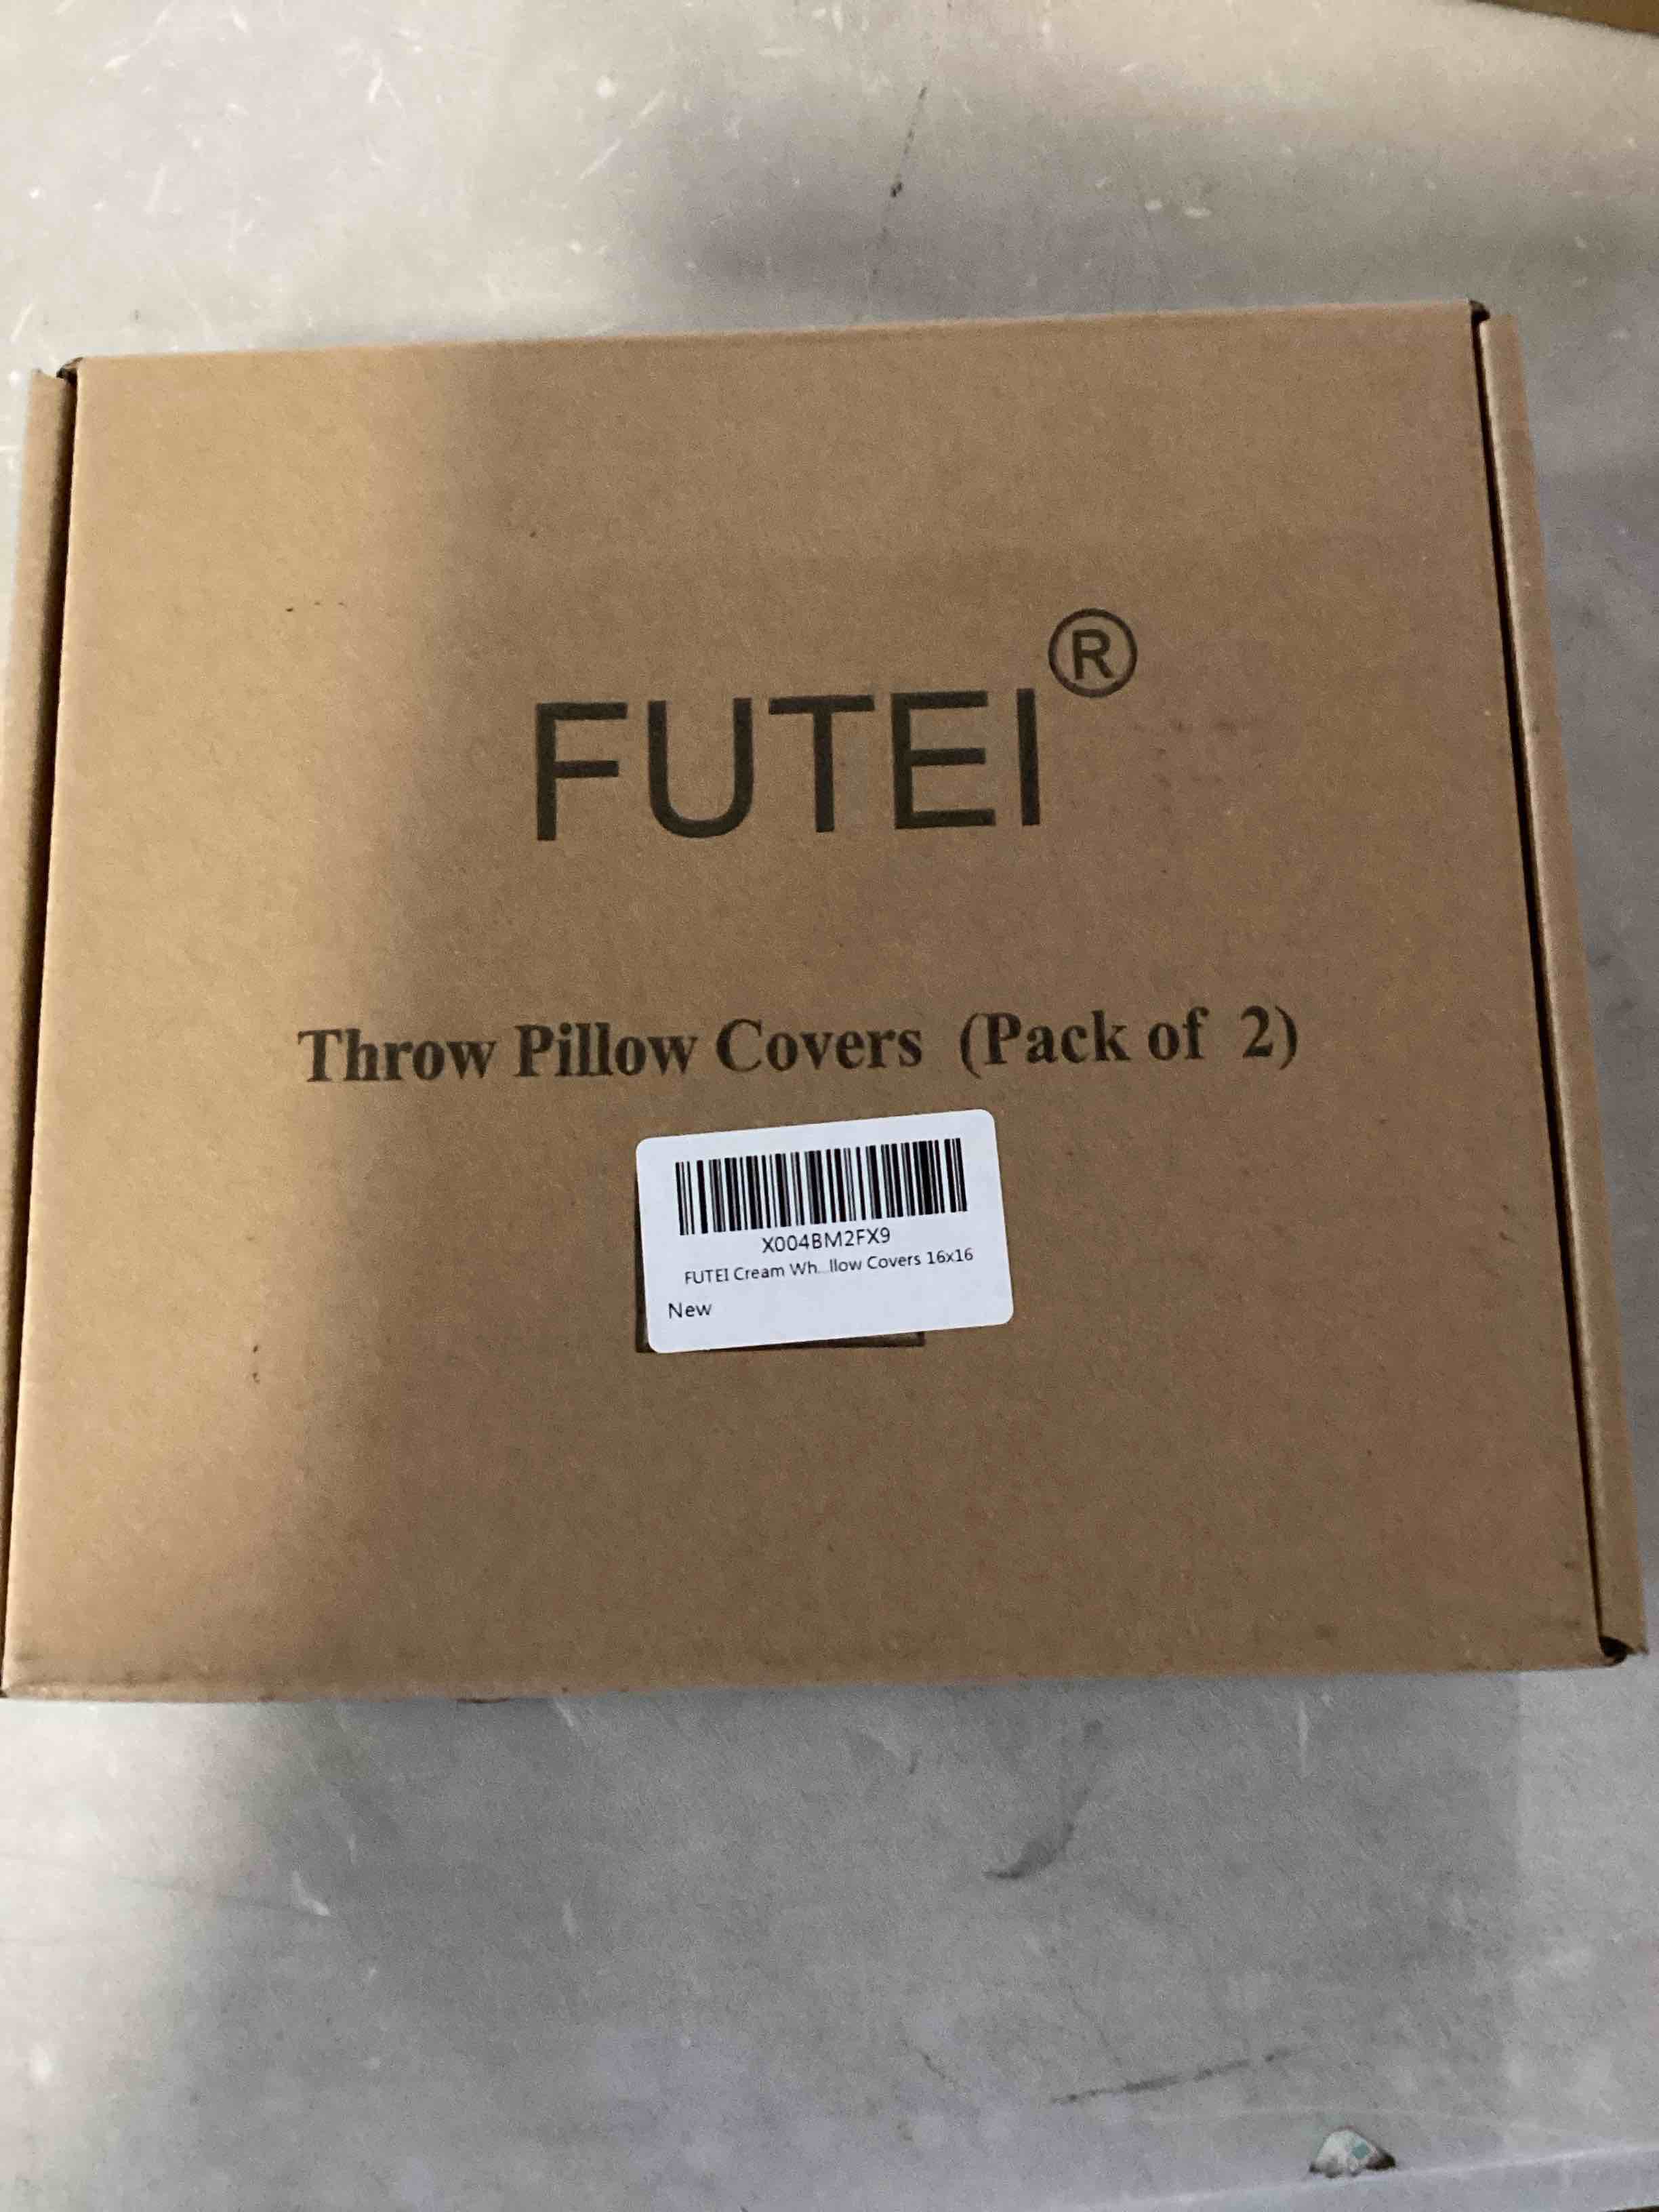 FUTEI®
Throw Pillow Covers (Pack of 2)
X004BM2FX9
FUTEI Cream Wh...llow Covers 16x16
New